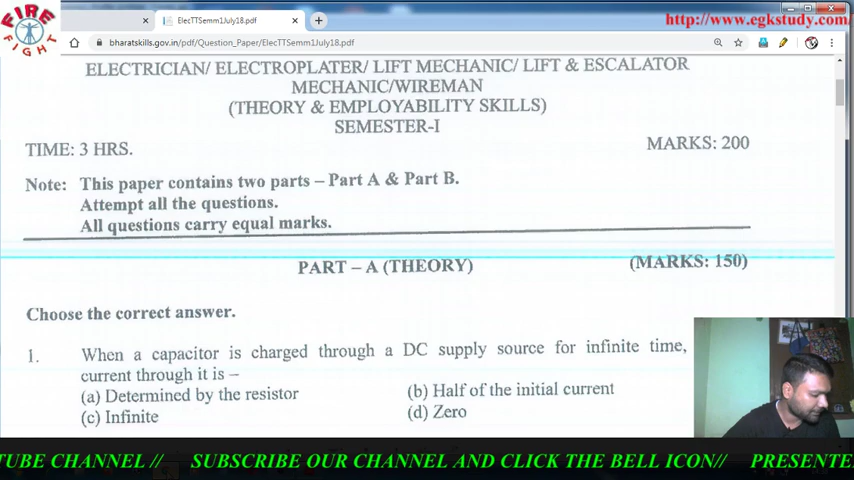 FIRE
FIGHT
ElecTTSemm1July18.pdf
http://www.egkstudy.com
bharatskills.gov.in/pdf/Question_Paper/ElecTTSemm1July18.pdf
ELECTRICIAN/ ELECTROPLATER/ LIFT MECHANIC/ LIFT & ESCALATOR
MECHANIC/WIREMAN
(THEORY & EMPLOYABILITY SKILLS)
SEMESTER-I
TIME: 3 HRS.
MARKS: 200
Note: This paper contains two parts – Part A & Part B.
Attempt all the questions.
All questions carry equal marks.
PART – A (THEORY)
(MARKS: 150)
Choose the correct answer.
1. When a capacitor is charged through a DC supply source for infinite time,
current through it is –
(a) Determined by the resistor
(b) Half of the initial current
(c) Infinite
(d) Zero
TUBE CHANNEL // SUBSCRIBE OUR CHANNEL AND CLICK THE BELL ICON// PRESENTE